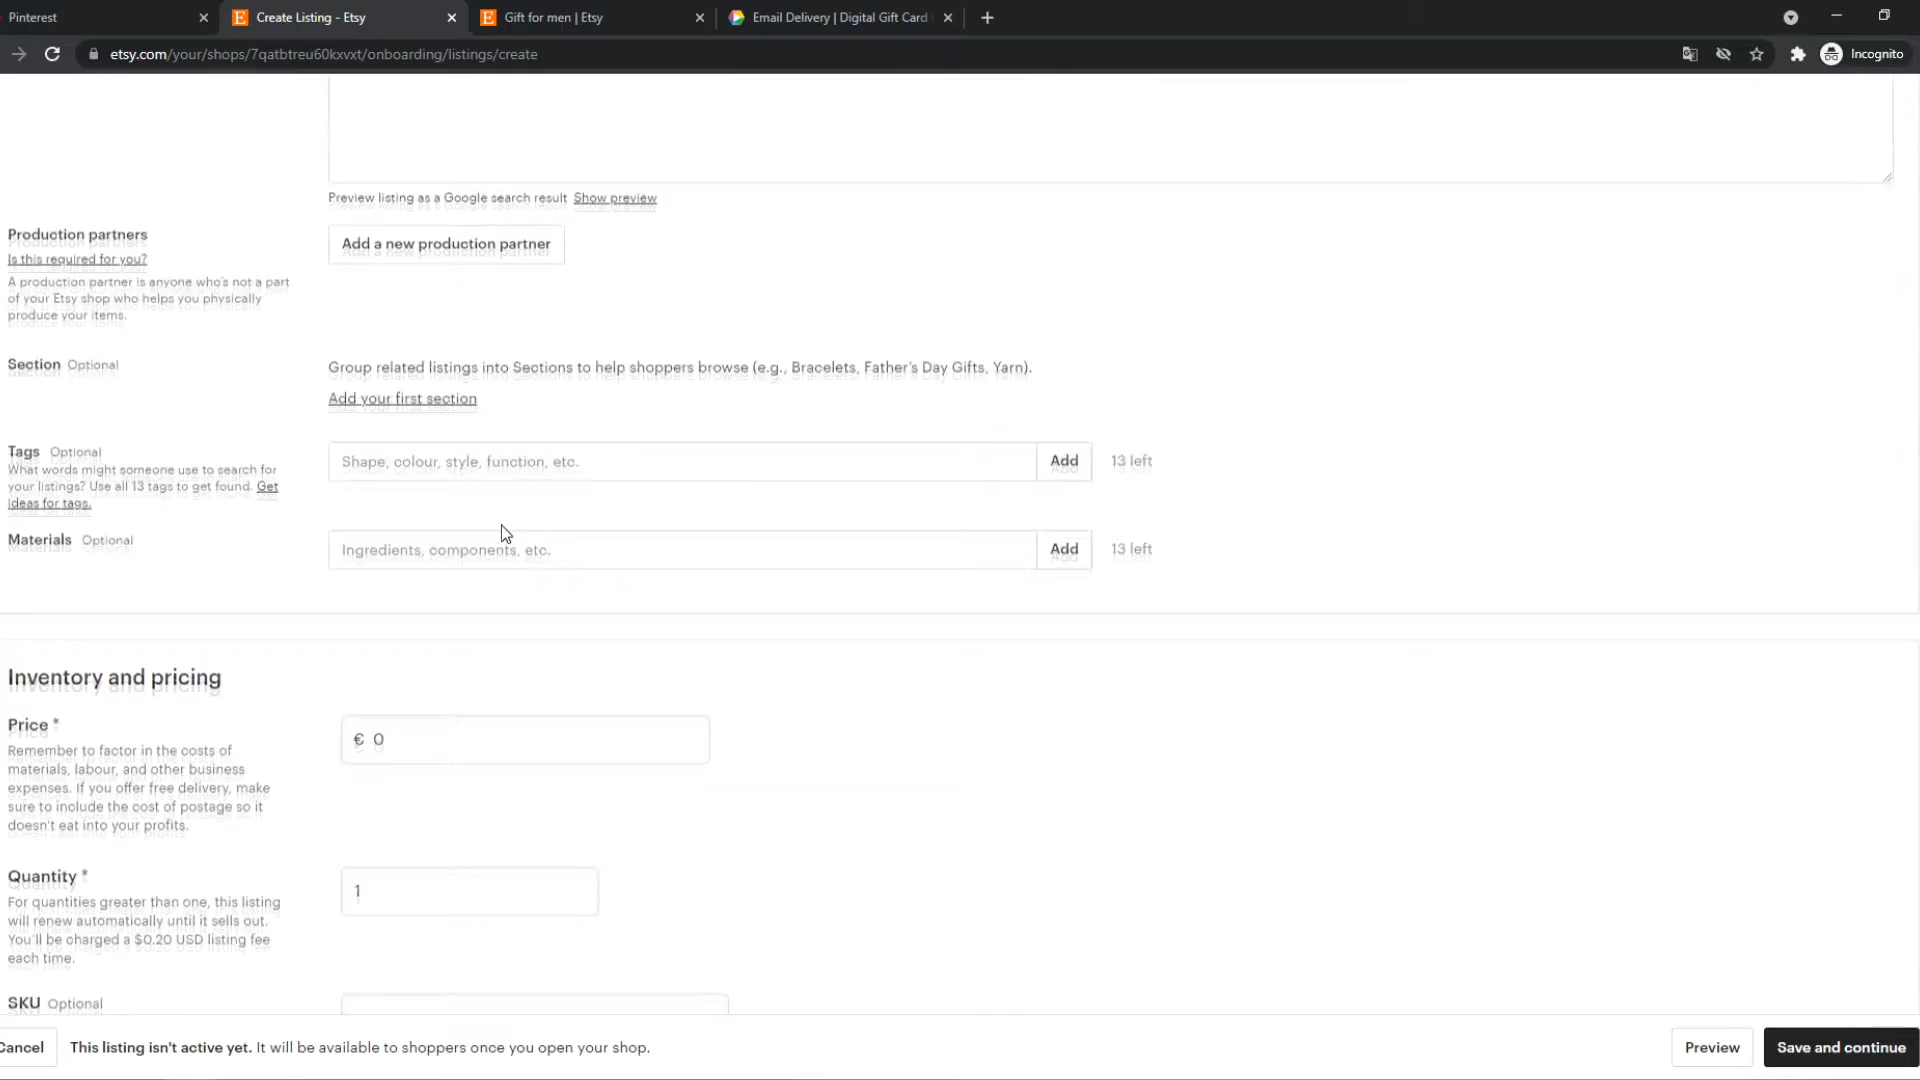 Pinterest
Create Listing - Etsy
Gift for men | Etsy
Email Delivery | Digital Gift Card
etsy.com/your/shops/7qatbtreu60kxvxt/onboarding/listings/create
Incognito
Preview listing as a Google search result Show preview
Production partners
Is this required for you?
A production partner is anyone who's not a part
of your Etsy shop who helps you physically
produce your items.
Add a new production partner
Section Optional
Group related listings into Sections to help shoppers browse (e.g., Bracelets, Father's Day Gifts, Yarn).
Add your first section
Tags Optional
What words might someone use to search for
your listings? Use all 13 tags to get found. Get
ideas for tags.
Shape, colour, style, function, etc.
Add
13 left
Materials Optional
Ingredients, components, etc.
Add
13 left
Inventory and pricing
Price *
Remember to factor in the costs of
materials, labour, and other business
expenses. If you offer free delivery, make
sure to include the cost of postage so it
doesn't eat into your profits.
€ 0
Quantity *
For quantities greater than one, this listing
will renew automatically until it sells out.
You'll be charged a $0.20 USD listing fee
each time.
1
SKU Optional
Cancel
This listing isn't active yet. It will be available to shoppers once you open your shop.
Preview
Save and continue